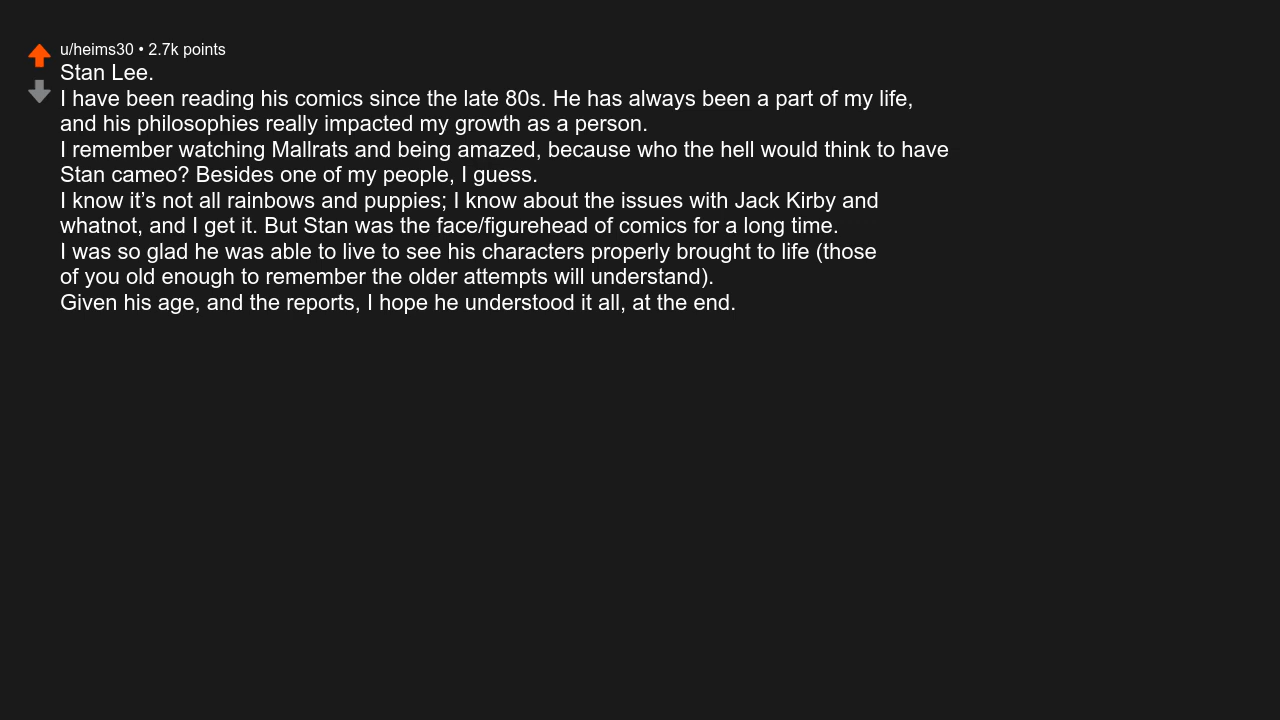 u/heims30 • 2.7k points
Stan Lee.
I have been reading his comics since the late 80s. He has always been a part of my life,
and his philosophies really impacted my growth as a person.
I remember watching Mallrats and being amazed, because who the hell would think to have
Stan cameo? Besides one of my people, I guess.
I know it’s not all rainbows and puppies; I know about the issues with Jack Kirby and
whatnot, and I get it. But Stan was the face/figurehead of comics for a long time.
I was so glad he was able to live to see his characters properly brought to life (those
of you old enough to remember the older attempts will understand).
Given his age, and the reports, I hope he understood it all, at the end.